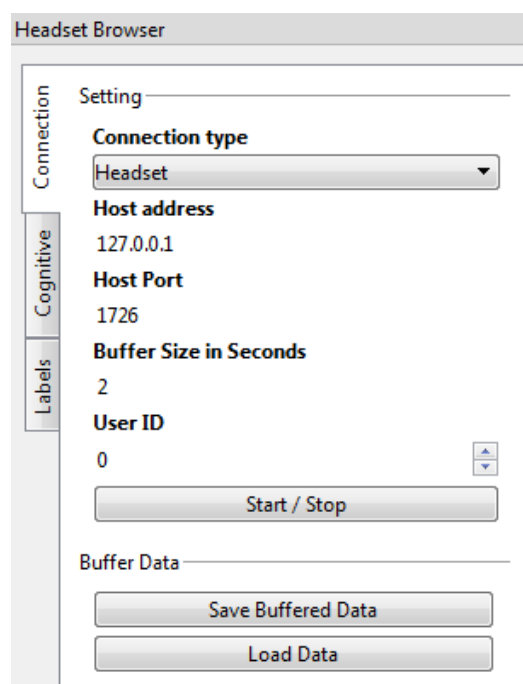 Headset Browser
Connection
Cognitive
Labels
Setting
Connection type
Headset
Host address
127.0.0.1
Host Port
1726
Buffer Size in Seconds
2
User ID
0
Start / Stop
Buffer Data
Save Buffered Data
Load Data